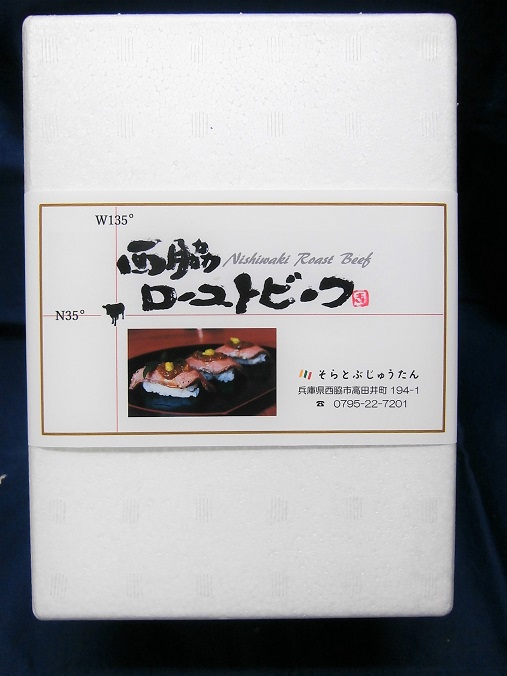 W135°
西脇 Nishiwaki Roast Beef
ローストビーフ
N35°
そらとぶじゅうたん
兵庫県西脇市高田井町 194-1
☎ 0795-22-7201